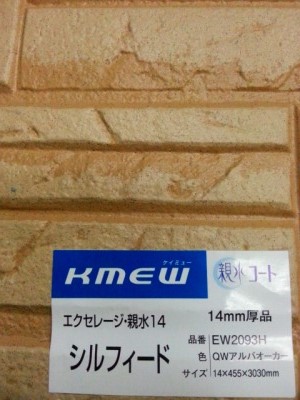 ケイミュー
KMEW
親水コート
エクセレージ・親水14
14mm厚品
シルフィード
品番 EW2093H
色 QWアルバオーカー
サイズ 14×455×3030mm